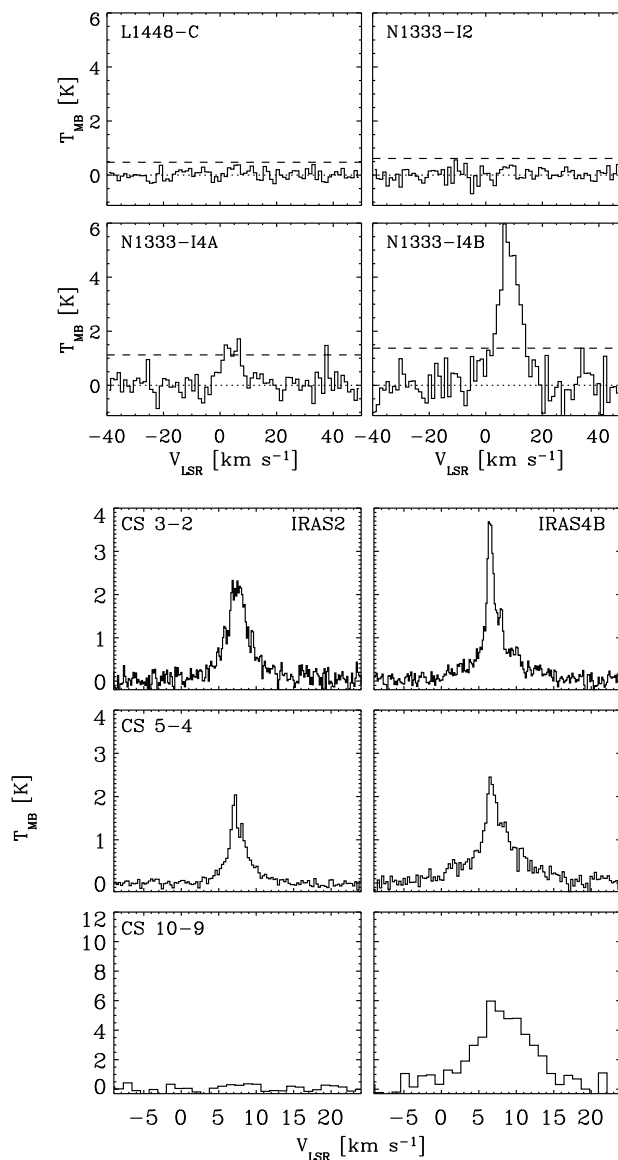 L1448-C
N1333-I2
6
4
2
0
T_MB [K]
N1333-I4A
N1333-I4B
6
4
2
0
T_MB [K]
-40 -20 0 20 40 -40 -20 0 20 40
V_LSR [km s⁻¹]
V_LSR [km s⁻¹]
CS 3-2 IRAS2
IRAS4B
4
3
2
1
0
CS 5-4
4
3
2
1
0
T_MB [K]
CS 10-9
12
10
8
6
4
2
0
-5 0 5 10 15 20 -5 0 5 10 15 20
V_LSR [km s⁻¹]